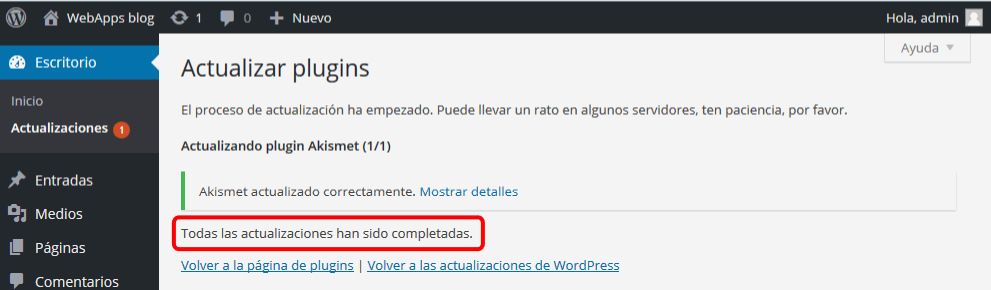 WebApps blog 1 0 + Nuevo Hola, admin
Ayuda
Escritorio
Inicio
Actualizaciones 1
Entradas
Medios
Páginas
Comentarios
Actualizar plugins
El proceso de actualización ha empezado. Puede llevar un rato en algunos servidores, ten paciencia, por favor.
Actualizando plugin Akismet (1/1)
Akismet actualizado correctamente. Mostrar detalles
Todas las actualizaciones han sido completadas.
Volver a la página de plugins | Volver a las actualizaciones de WordPress